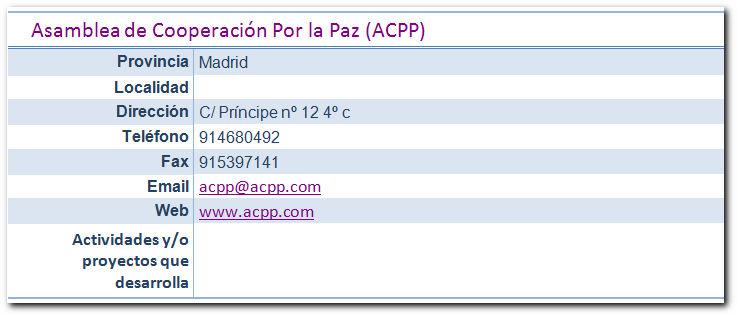 Asamblea de Cooperación Por la Paz (ACPP)
Provincia Madrid
Localidad
Dirección C/ Príncipe nº 12 4º c
Teléfono 914680492
Fax 915397141
Email acpp@acpp.com
Web www.acpp.com
Actividades y/o
proyectos que
desarrolla